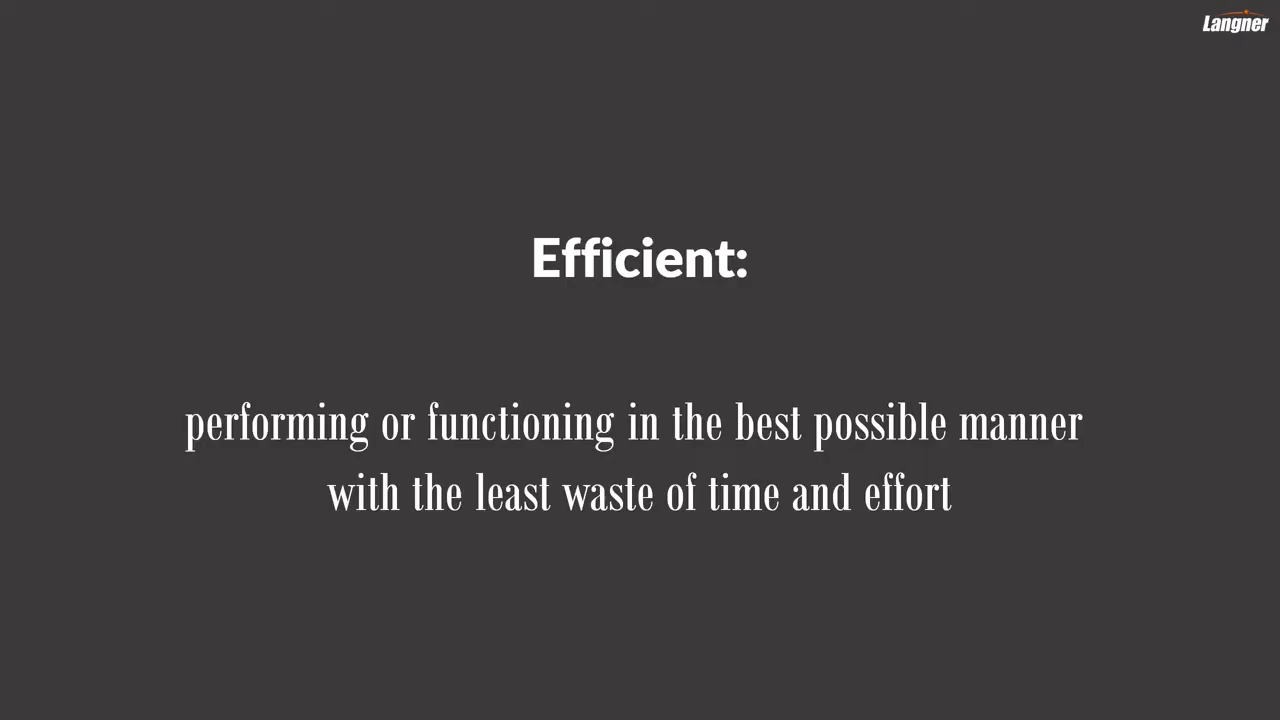 Langner
Efficient:
performing or functioning in the best possible manner
with the least waste of time and effort